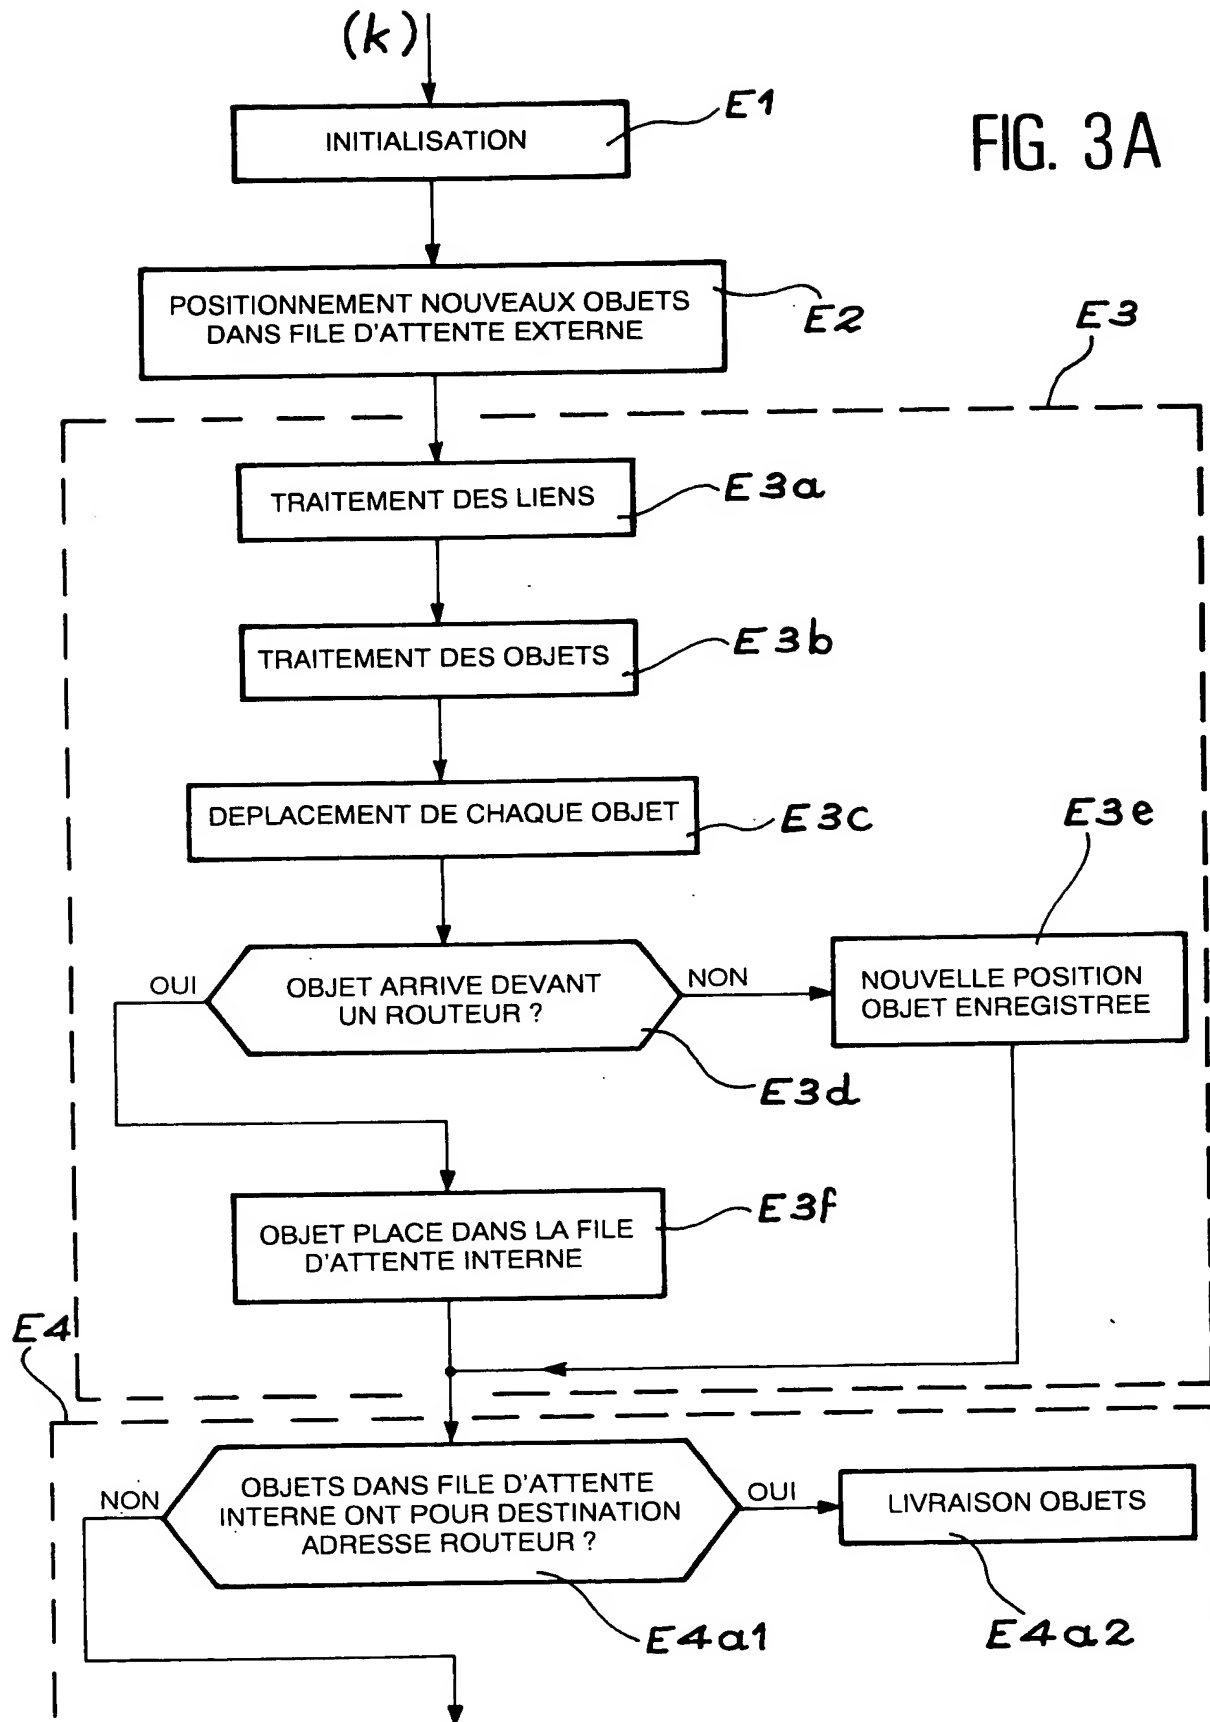 (k)
E1
INITIALISATION
FIG. 3A
POSITIONNEMENT NOUVEAUX OBJETS
DANS FILE D'ATTENTE EXTERNE
E2
E3
TRAITEMENT DES LIENS
E3a
TRAITEMENT DES OBJETS
E3b
DEPLACEMENT DE CHAQUE OBJET
E3c
E3e
OUI
OBJET ARRIVE DEVANT
UN ROUTEUR ?
NON
NOUVELLE POSITION
OBJET ENREGISTREE
E3d
OBJET PLACE DANS LA FILE
D'ATTENTE INTERNE
E3f
E4
NON
OBJETS DANS FILE D'ATTENTE
INTERNE ONT POUR DESTINATION
ADRESSE ROUTEUR ?
OUI
LIVRAISON OBJETS
E4a1
E4a2